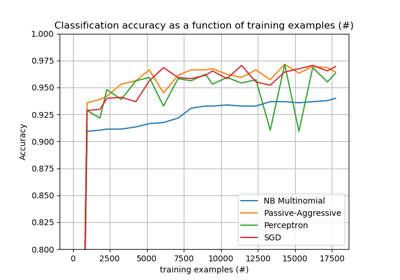 Classification accuracy as a function of training examples (#)
1.000
0.975
0.950
0.925
0.900
0.875
0.850
0.825
0.800
Accuracy
NB Multinomial
Passive-Aggressive
Perceptron
SGD
0 2500 5000 7500 10000 12500 15000 17500
training examples (#)